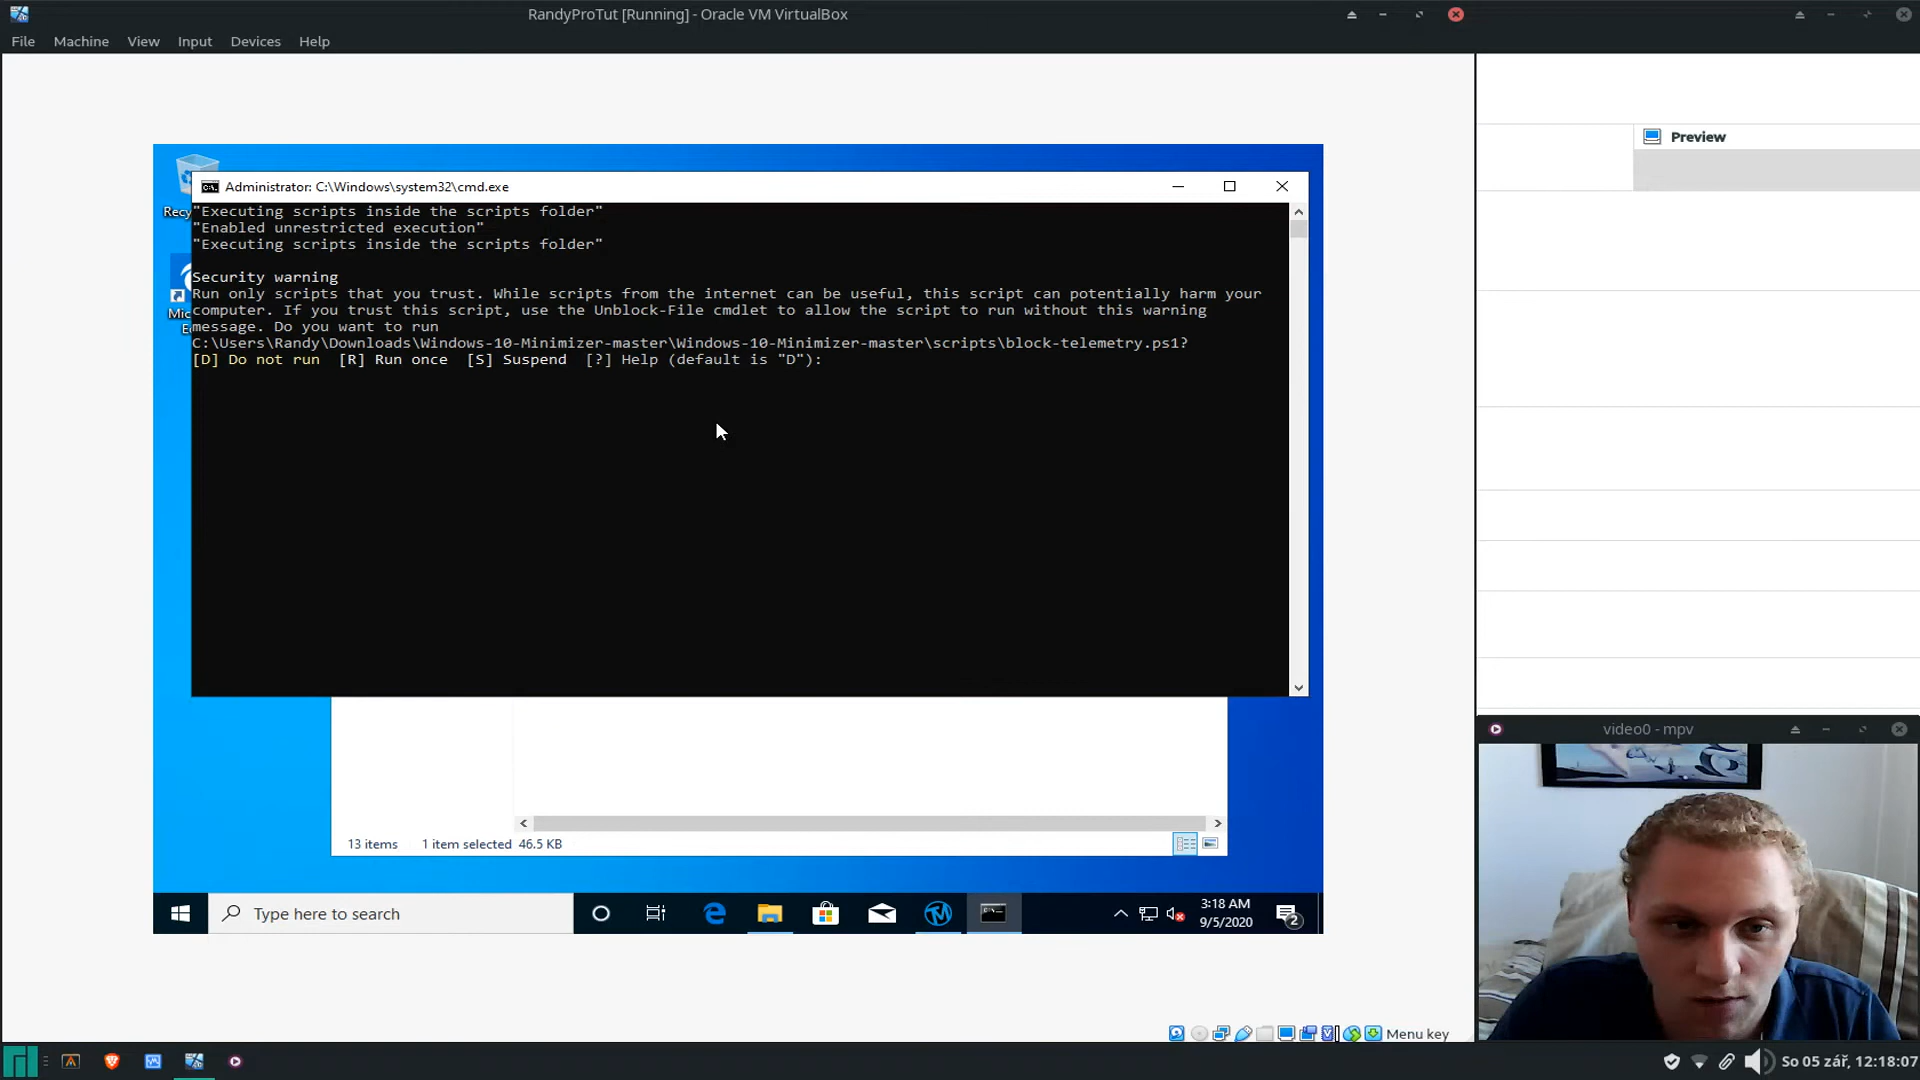 RandyProTut [Running] - Oracle VM VirtualBox
File Machine View Input Devices Help
Preview
Recy
Mic
E
Administrator: C:\Windows\system32\cmd.exe
"Executing scripts inside the scripts folder"
"Enabled unrestricted execution"
"Executing scripts inside the scripts folder"
Security warning
Run only scripts that you trust. While scripts from the internet can be useful, this script can potentially harm your
computer. If you trust this script, use the Unblock-File cmdlet to allow the script to run without this warning
message. Do you want to run
C:\Users\Randy\Downloads\Windows-10-Minimizer-master\Windows-10-Minimizer-master\scripts\block-telemetry.ps1?
[D] Do not run [R] Run once [S] Suspend [?] Help (default is "D"):
video0 - mpv
13 items 1 item selected 46.5 KB
Type here to search
3:18 AM
9/5/2020
2
Menu key
So 05 zář, 12:18:07